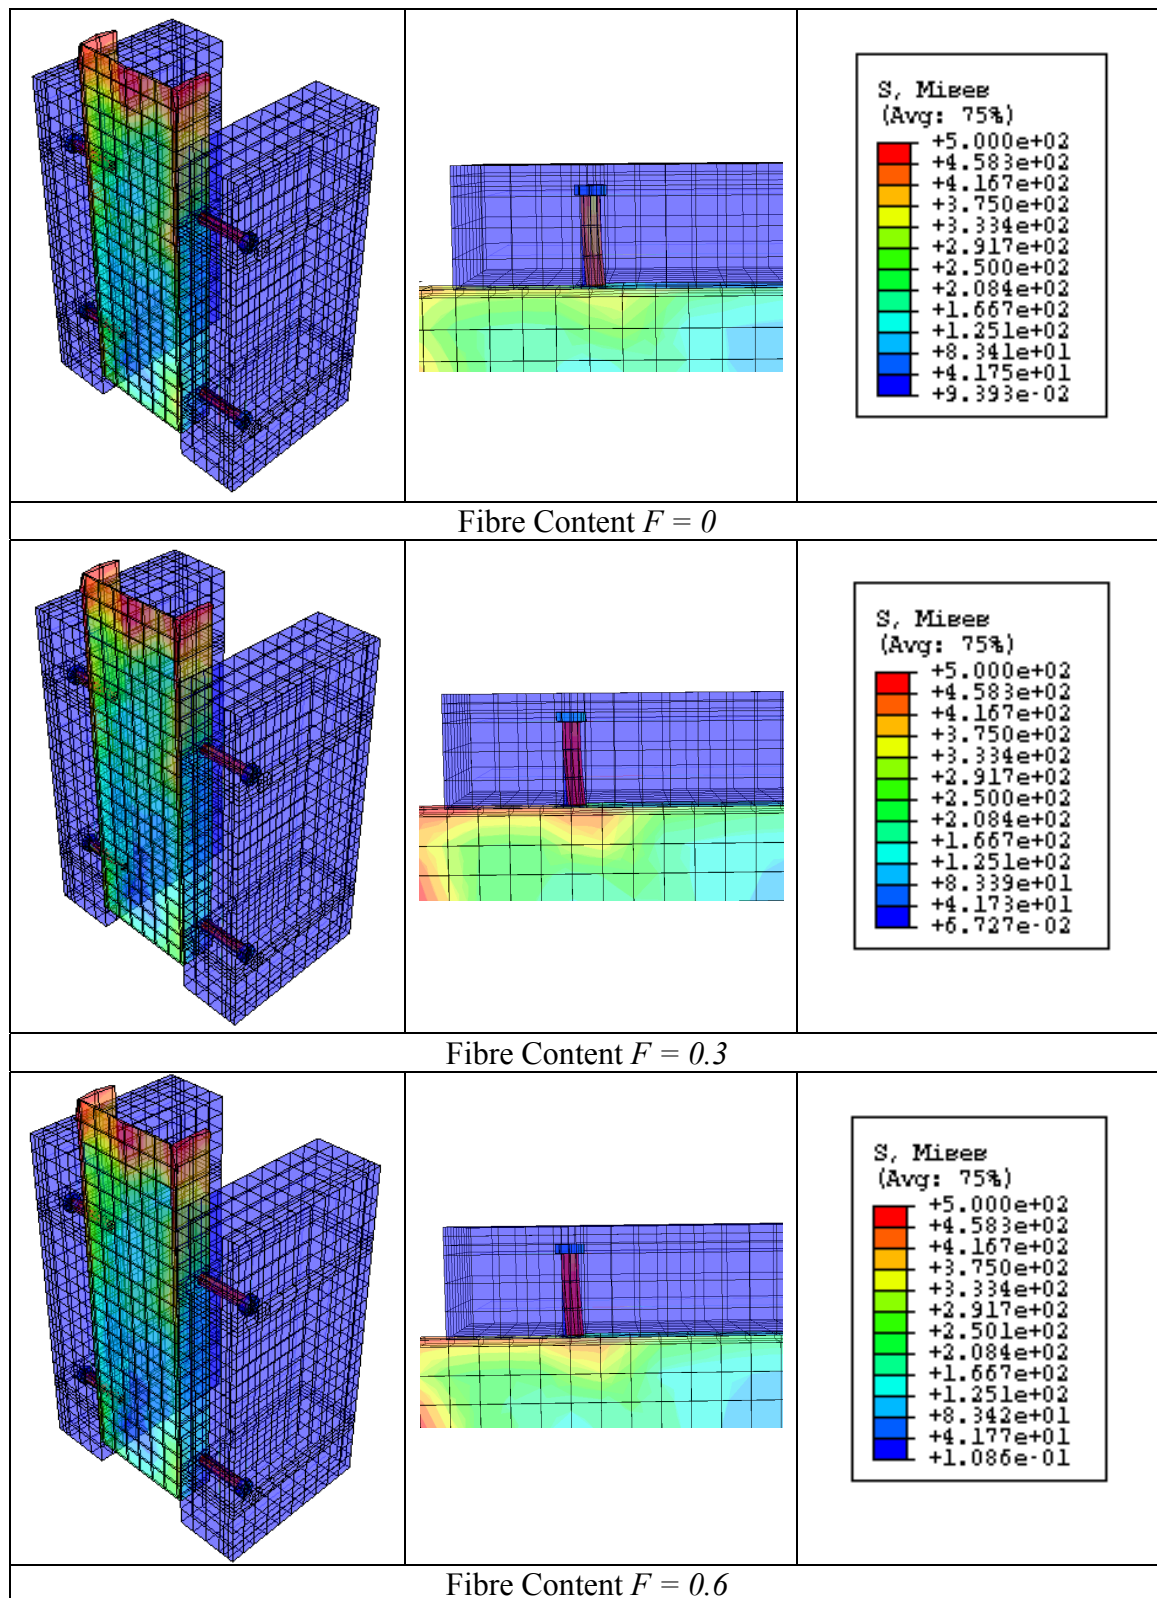 S, Mises
(Avg: 75%)
+5.000e+02
+4.583e+02
+4.167e+02
+3.750e+02
+3.334e+02
+2.917e+02
+2.500e+02
+2.084e+02
+1.667e+02
+1.251e+02
+8.341e+01
+4.175e+01
+9.393e-02
Fibre Content F = 0
S, Mises
(Avg: 75%)
+5.000e+02
+4.583e+02
+4.167e+02
+3.750e+02
+3.334e+02
+2.917e+02
+2.500e+02
+2.084e+02
+1.667e+02
+1.251e+02
+8.339e+01
+4.173e+01
+6.727e-02
Fibre Content F = 0.3
S, Mises
(Avg: 75%)
+5.000e+02
+4.583e+02
+4.167e+02
+3.750e+02
+3.334e+02
+2.917e+02
+2.501e+02
+2.084e+02
+1.667e+02
+1.251e+02
+8.342e+01
+4.177e+01
+1.086e-01
Fibre Content F = 0.6